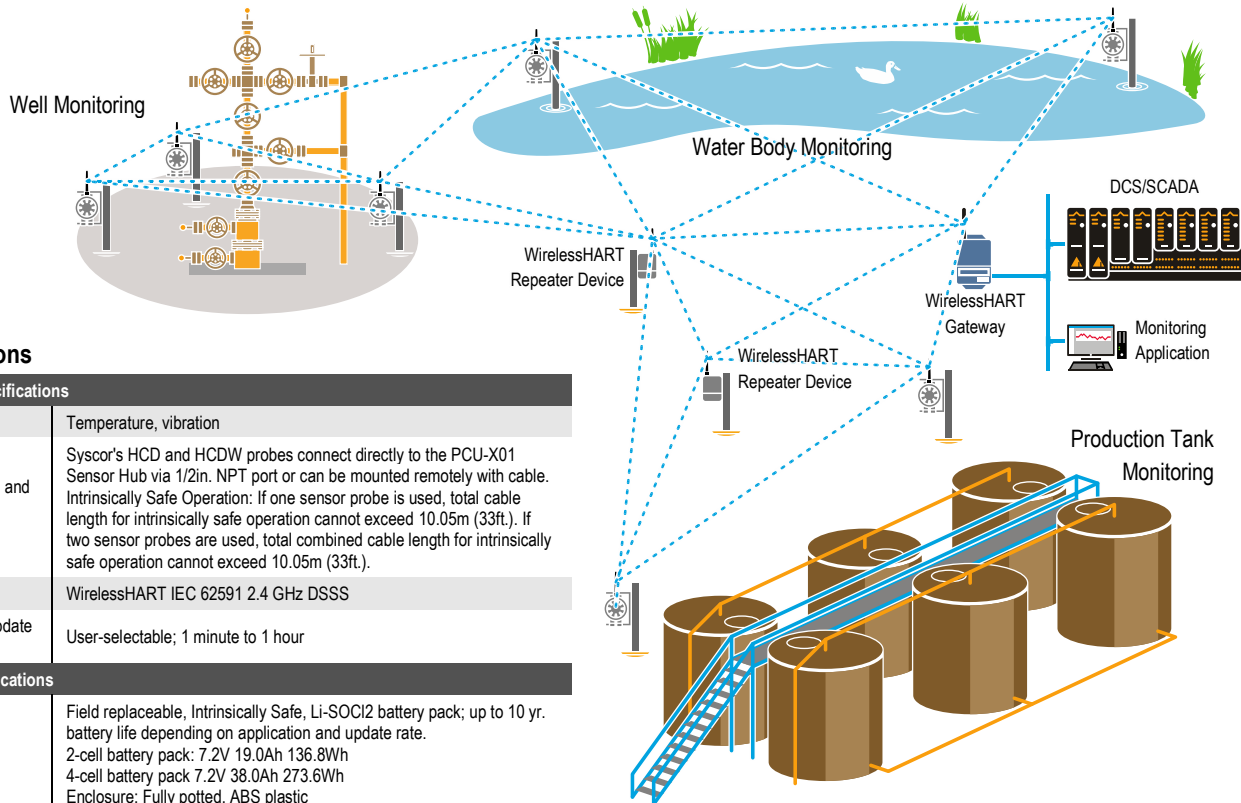 Well Monitoring
Water Body Monitoring
DCS/SCADA
WirelessHART
Repeater Device
WirelessHART
Gateway
Monitoring
Application
WirelessHART
Repeater Device
Production Tank
Monitoring
ons
cifications
Temperature, vibration
and
Syscor's HCD and HCDW probes connect directly to the PCU-X01
Sensor Hub via 1/2in. NPT port or can be mounted remotely with cable.
Intrinsically Safe Operation: If one sensor probe is used, total cable
length for intrinsically safe operation cannot exceed 10.05m (33ft.). If
two sensor probes are used, total combined cable length for intrinsically
safe operation cannot exceed 10.05m (33ft.).
WirelessHART IEC 62591 2.4 GHz DSSS
pdate
User-selectable; 1 minute to 1 hour
cations
Field replaceable, Intrinsically Safe, Li-SOCl2 battery pack; up to 10 yr.
battery life depending on application and update rate.
2-cell battery pack: 7.2V 19.0Ah 136.8Wh
4-cell battery pack 7.2V 38.0Ah 273.6Wh
Enclosure: Fully potted, ABS plastic